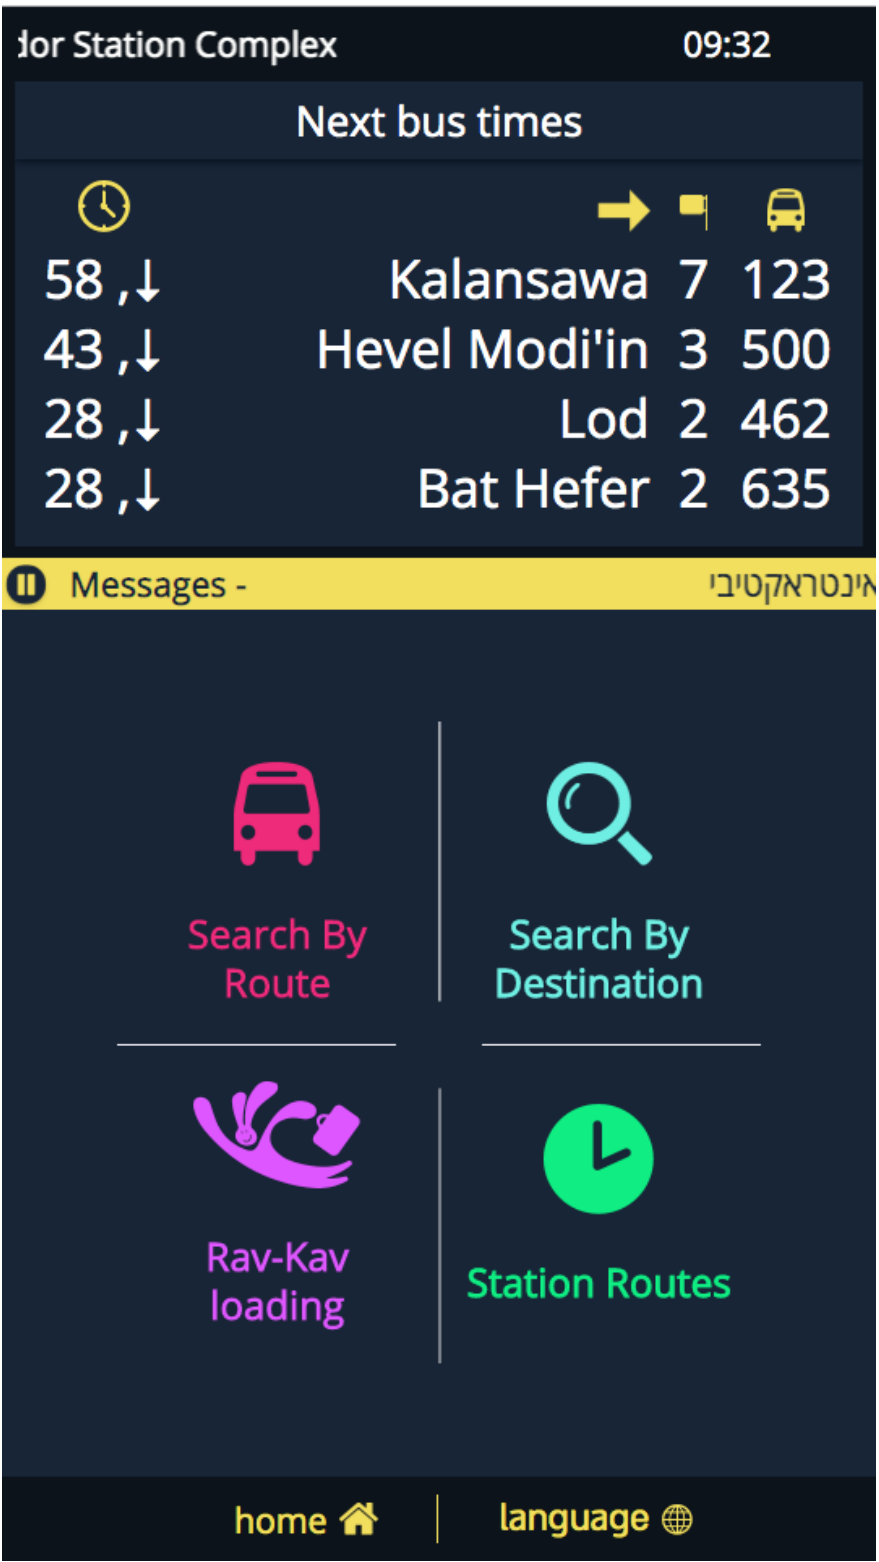 dor Station Complex 09:32
Next bus times
58 ,↓ Kalansawa 7 123
43 ,↓ Hevel Modi'in 3 500
28 ,↓ Lod 2 462
28 ,↓ Bat Hefer 2 635
Messages - אינטראקטיבי
Search By
Route
Search By
Destination
Rav-Kav
loading
Station Routes
home
language